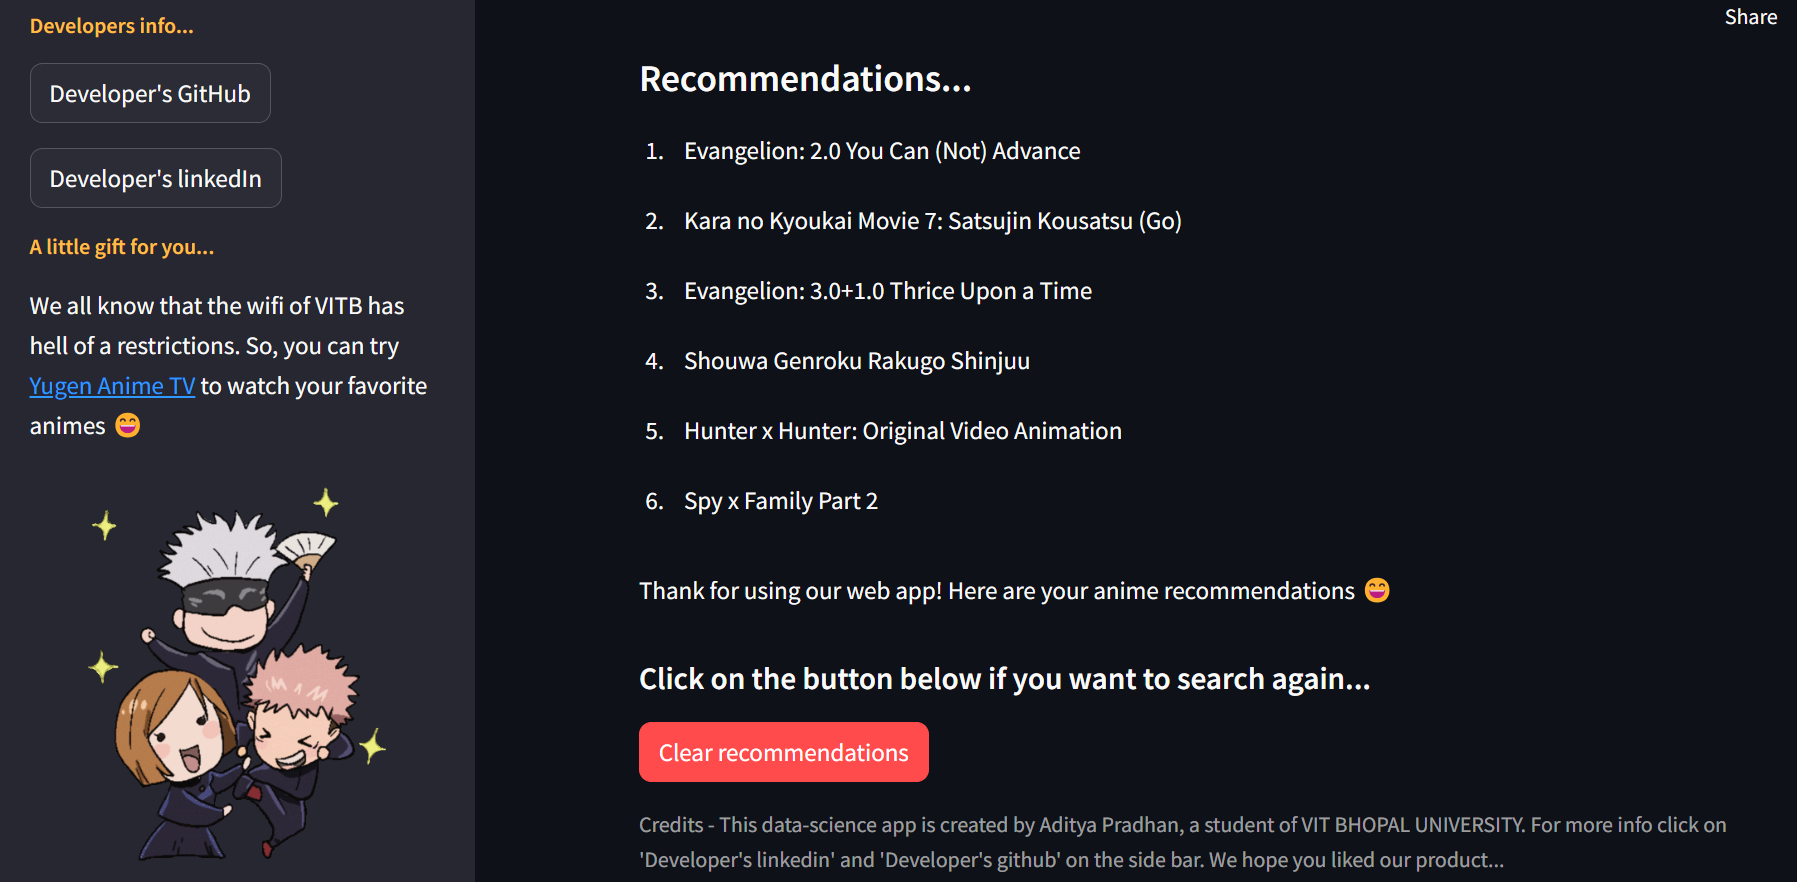 Developers info...
Developer's GitHub
Developer's linkedIn
A little gift for you...
We all know that the wifi of VITB has
hell of a restrictions. So, you can try
Yugen Anime TV to watch your favorite
animes 😄
Share
Recommendations...
1. Evangelion: 2.0 You Can (Not) Advance
2. Kara no Kyoukai Movie 7: Satsujin Kousatsu (Go)
3. Evangelion: 3.0+1.0 Thrice Upon a Time
4. Shouwa Genroku Rakugo Shinjuu
5. Hunter x Hunter: Original Video Animation
6. Spy x Family Part 2
Thank for using our web app! Here are your anime recommendations 😄
Click on the button below if you want to search again...
Clear recommendations
Credits - This data-science app is created by Aditya Pradhan, a student of VIT BHOPAL UNIVERSITY. For more info click on
'Developer's linkedin' and 'Developer's github' on the side bar. We hope you liked our product...